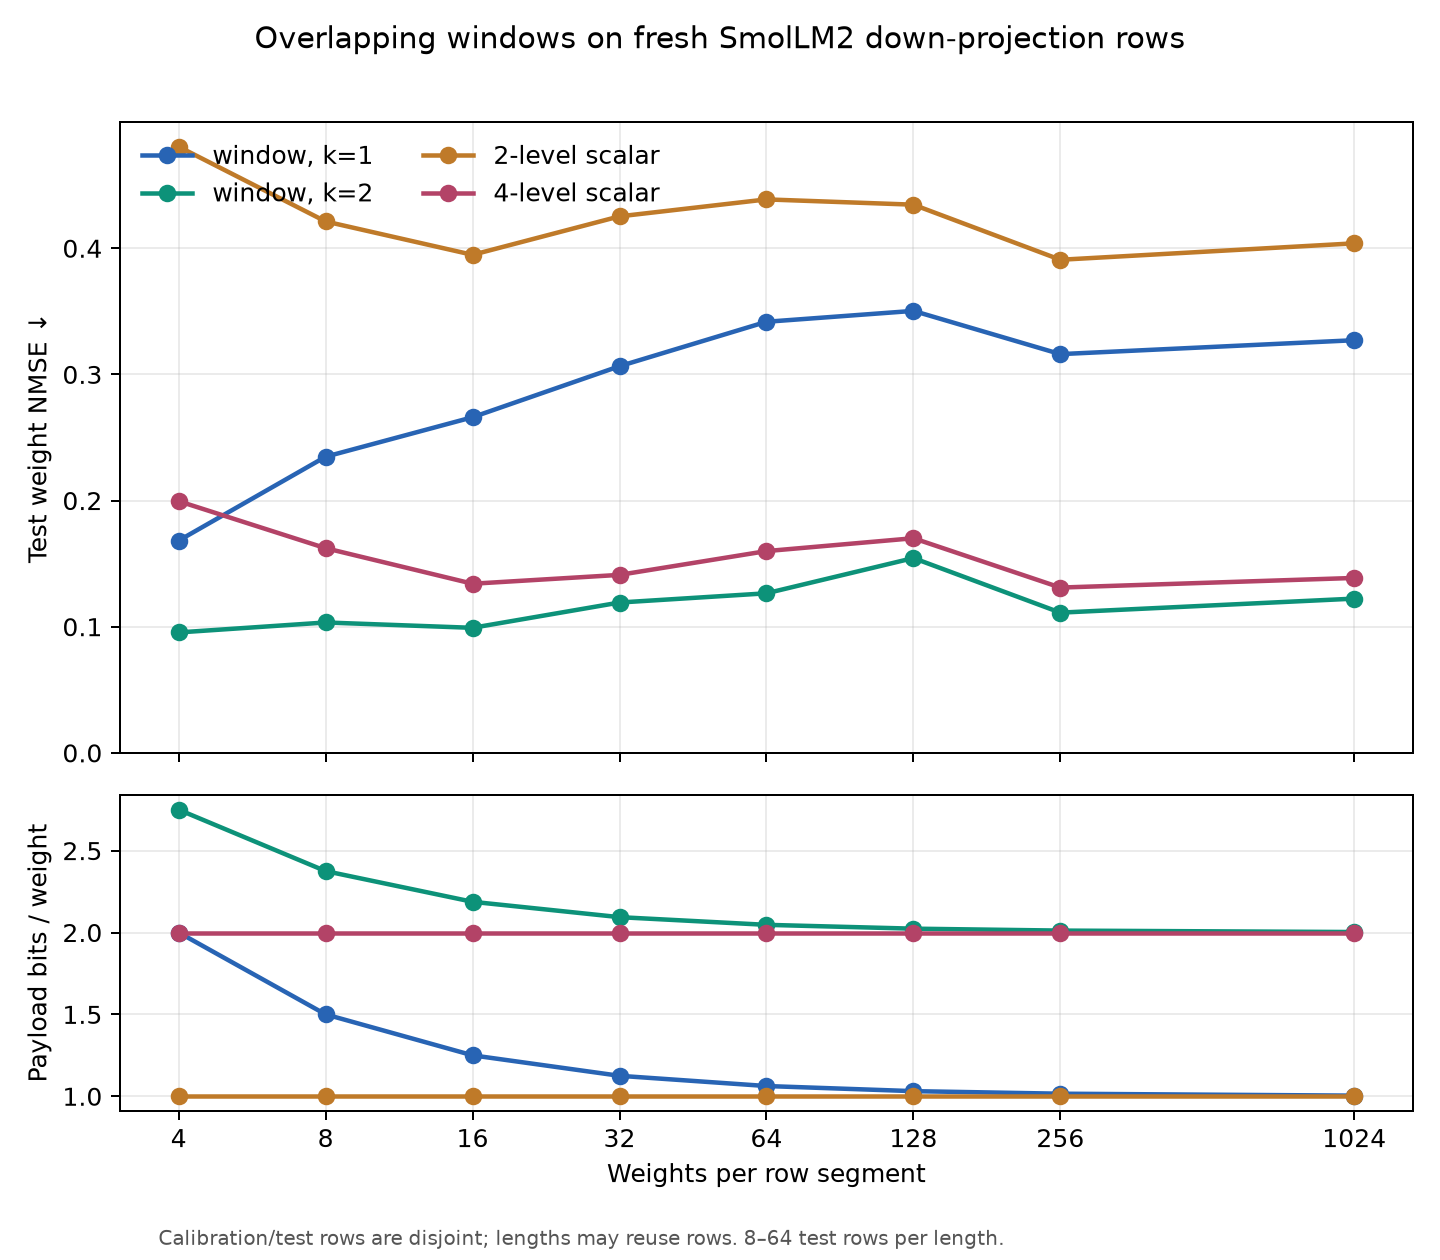 Overlapping windows on fresh SmolLM2 down-projection rows
window, k=1
window, k=2
2-level scalar
4-level scalar
Test weight NMSE ↓
0.4
0.3
0.2
0.1
0.0
Payload bits / weight
2.5
2.0
1.5
1.0
4 8 16 32 64 128 256 1024
Weights per row segment
Calibration/test rows are disjoint; lengths may reuse rows. 8–64 test rows per length.